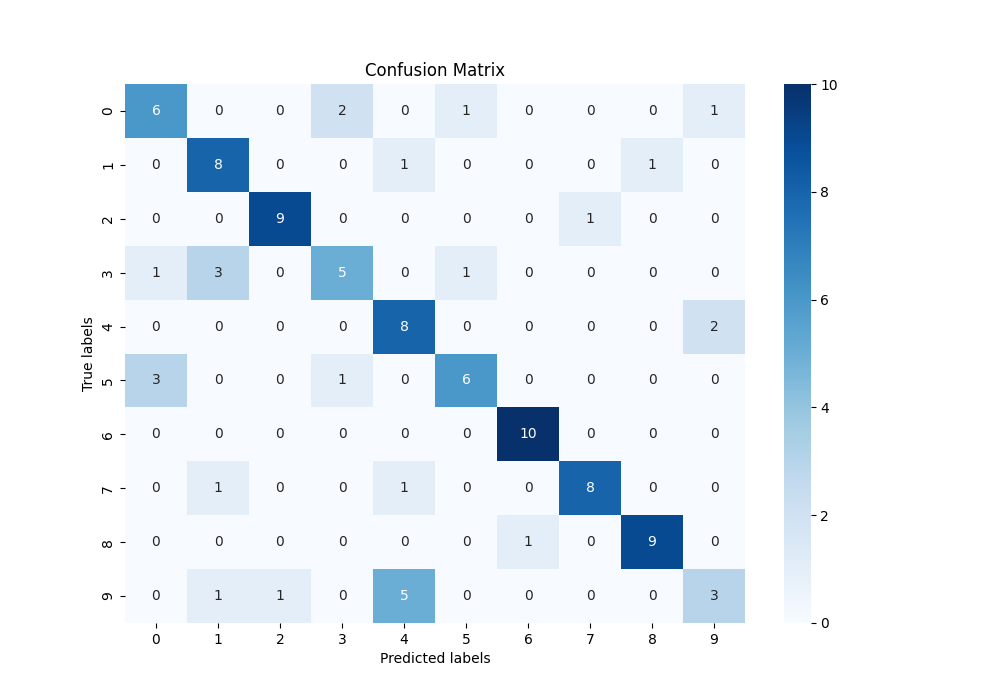 Confusion Matrix
0 6 0 0 2 0 1 0 0 0 1
1 0 8 0 0 1 0 0 0 1 0
2 0 0 9 0 0 0 0 1 0 0
3 1 3 0 5 0 1 0 0 0 0
4 0 0 0 0 8 0 0 0 0 2
5 3 0 0 1 0 6 0 0 0 0
6 0 0 0 0 0 0 10 0 0 0
7 0 1 0 0 1 0 0 8 0 0
8 0 0 0 0 0 0 1 0 9 0
9 0 1 1 0 5 0 0 0 0 3
0 1 2 3 4 5 6 7 8 9
Predicted labels
True labels
10
8
6
4
2
0